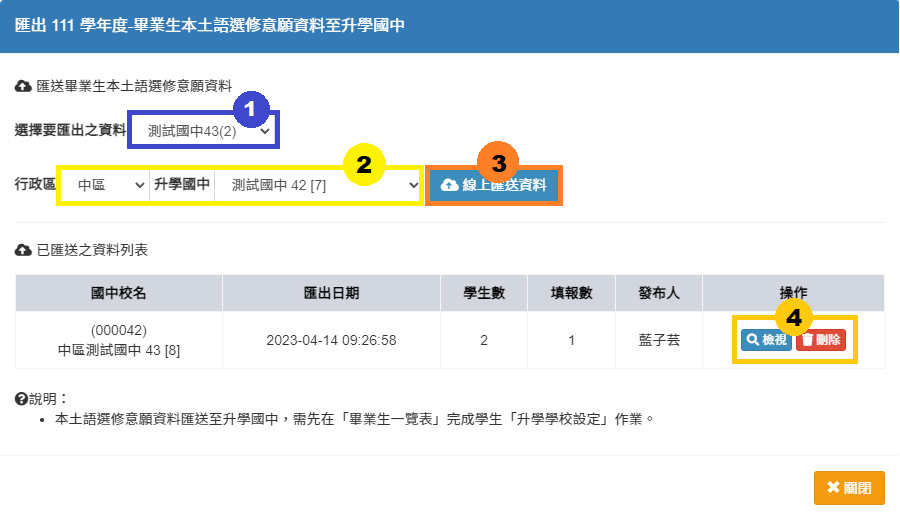 匯出 111 學年度-畢業生本土語選修意願資料至升學國中
匯送畢業生本土語選修意願資料
1
選擇要匯出之資料 測試國中43(2)
2
3
行政區 中區 升學國中 測試國中 42 [7] 線上匯送資料
已匯送之資料列表
國中校名 匯出日期 學生數 填報數 發布人 操作
4
(000042)
中區測試國中 43 [8] 2023-04-14 09:26:58 2 1 藍子芸 檢視 刪除
說明：
• 本土語選修意願資料匯送至升學國中，需先在「畢業生一覽表」完成學生「升學學校設定」作業。
關閉